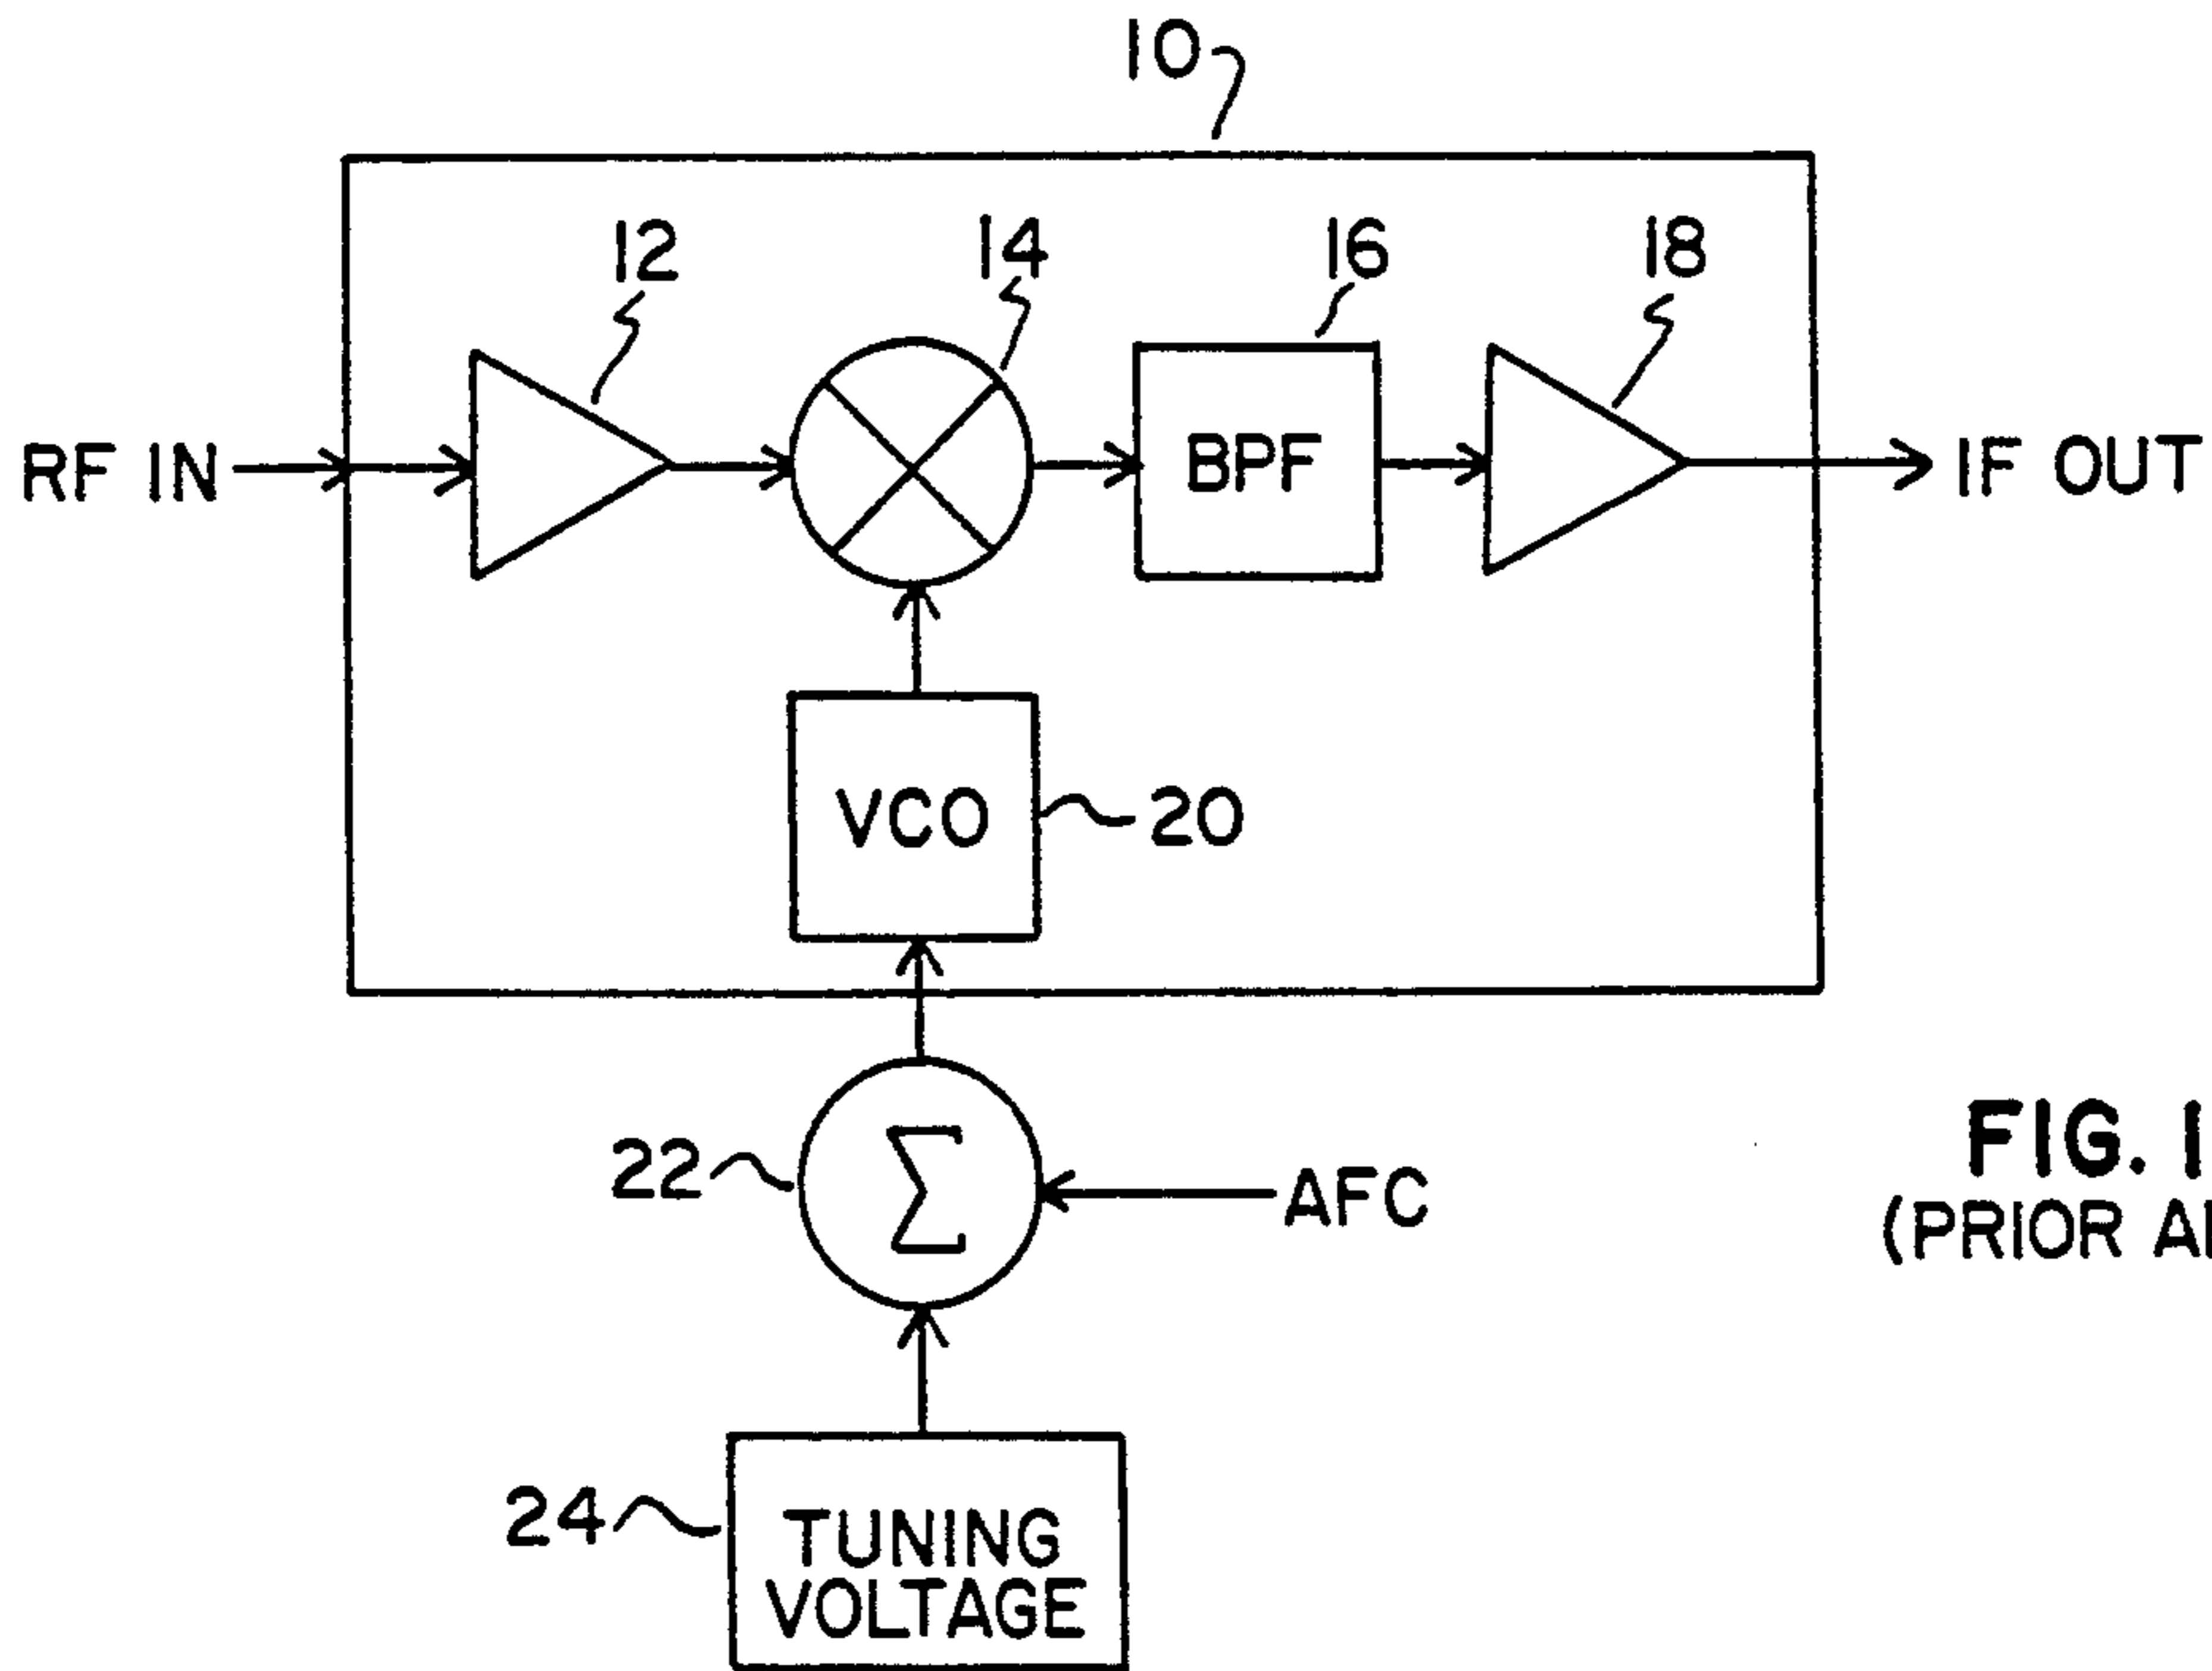 10
12
14
16
18
RF IN
BPF
IF OUT
VCO
20
22
Σ
AFC
FIG. 1
(PRIOR
24
TUNING
VOLTAGE